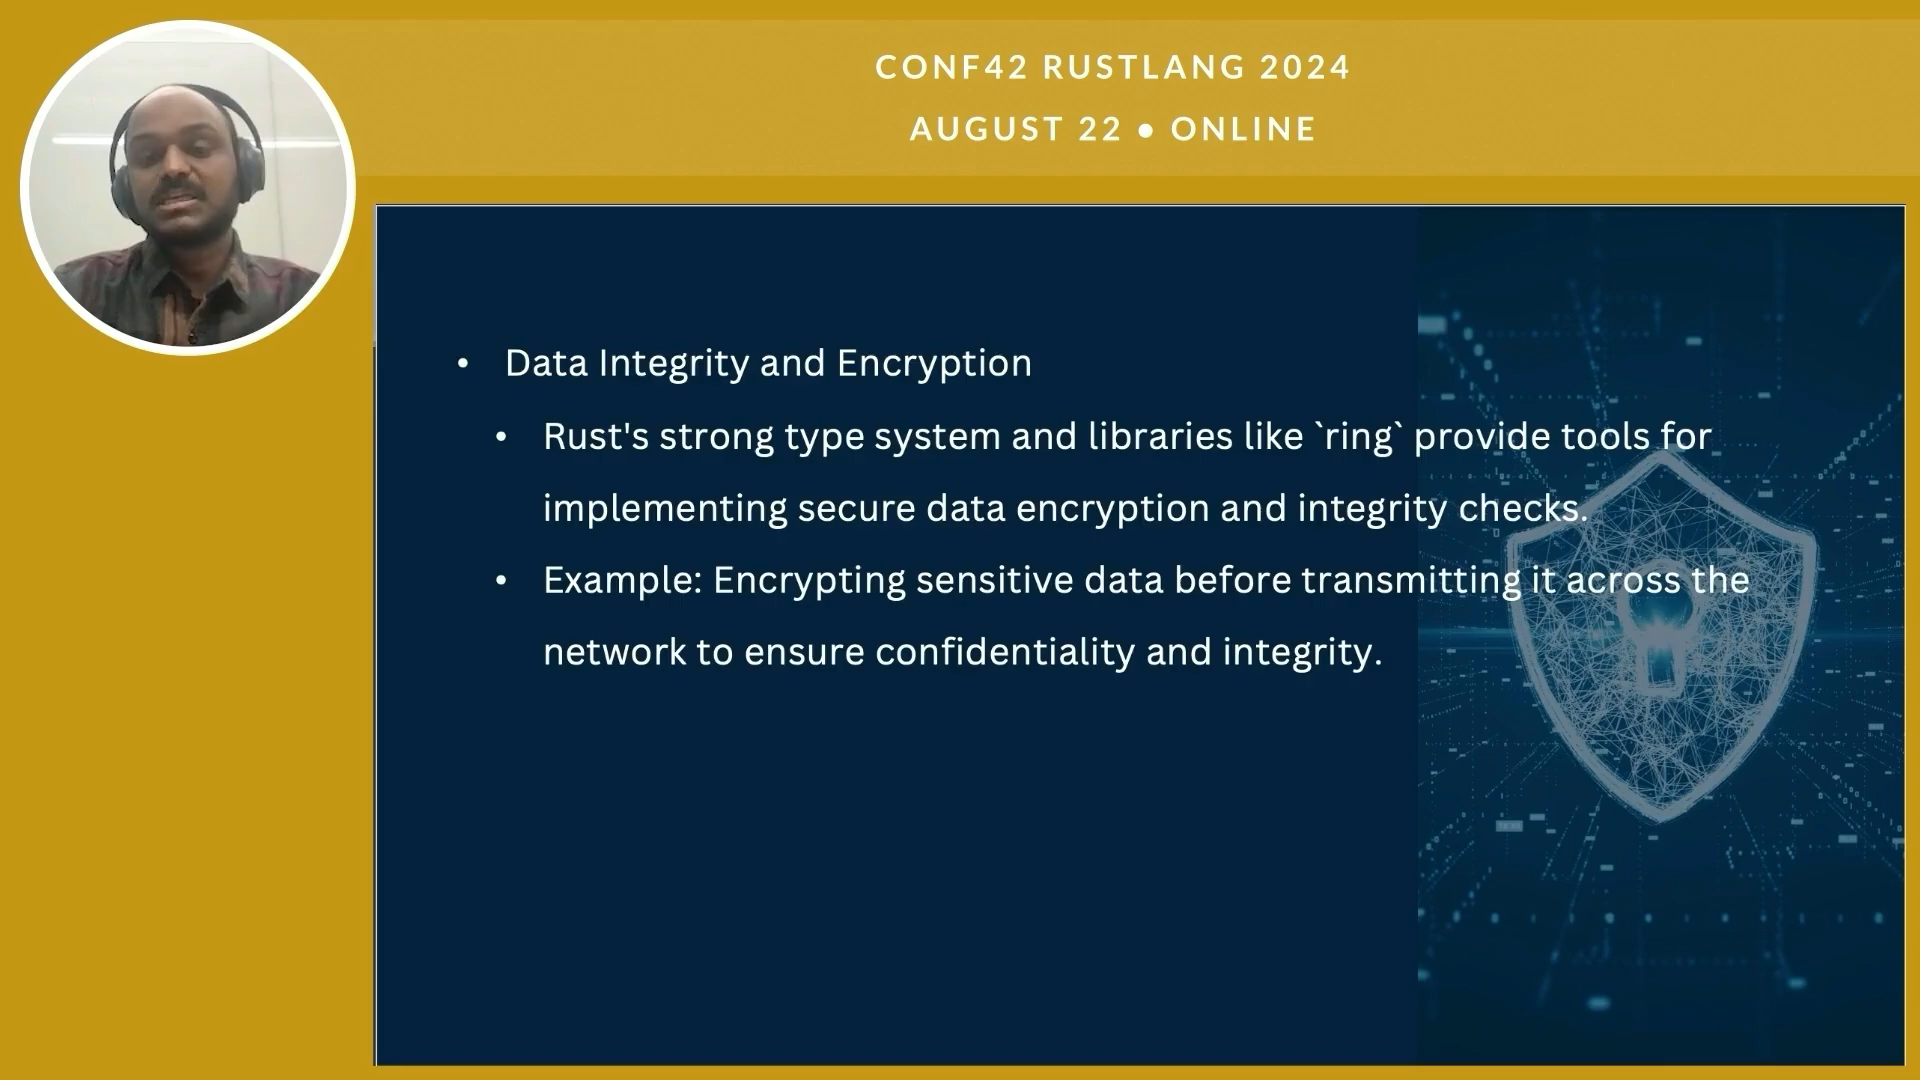 CONF42 RUSTLANG 2024
AUGUST 22 • ONLINE
• Data Integrity and Encryption
• Rust's strong type system and libraries like `ring` provide tools for
implementing secure data encryption and integrity checks.
• Example: Encrypting sensitive data before transmitting it across the
network to ensure confidentiality and integrity.